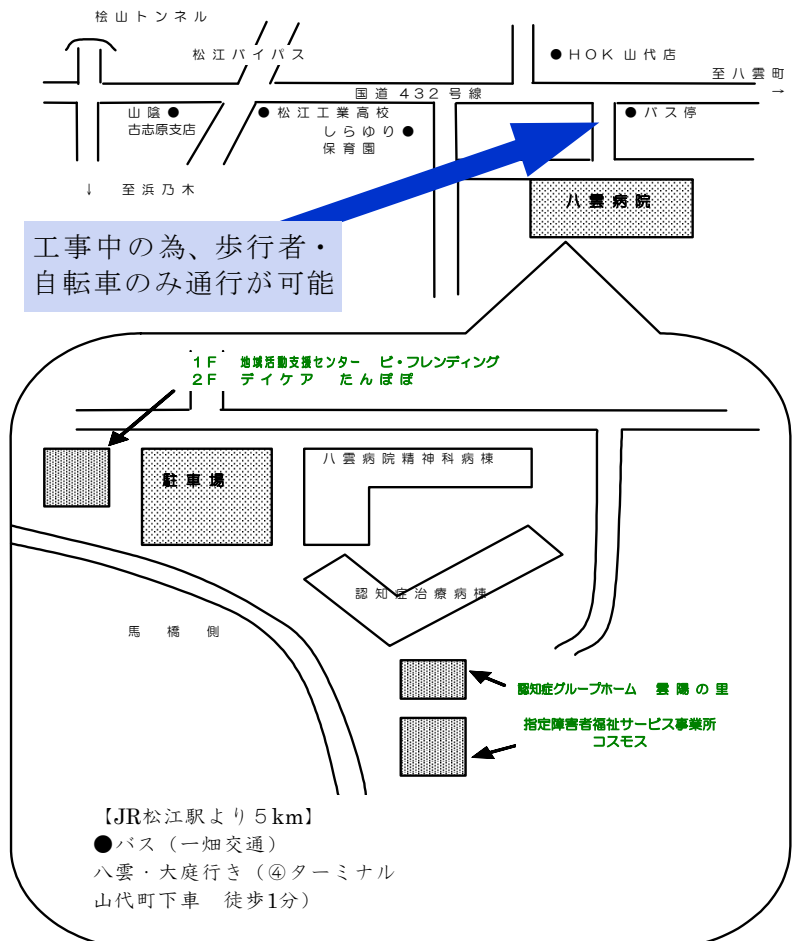 桧山トンネル
松江バイパス
●HOK山代店
至八雲町
→
国道432号線
山陰●
古志原支店
●松江工業高校
しらゆり●
保育園
●バス停
↓ 至浜乃木
八雲病院
工事中の為、歩行者・
自転車のみ通行が可能
1F 地域活動支援センター ビ・フレンディング
2F デイケア たんぽぽ
駐車場
八雲病院精神科病棟
認知症治療病棟
馬橋側
認知症グループホーム 雲陽の里
指定障害者福祉サービス事業所
コスモス
【JR松江駅より5km】
●バス(一畑交通)
八雲・大庭行き(④ターミナル
山代町下車 徒歩1分)